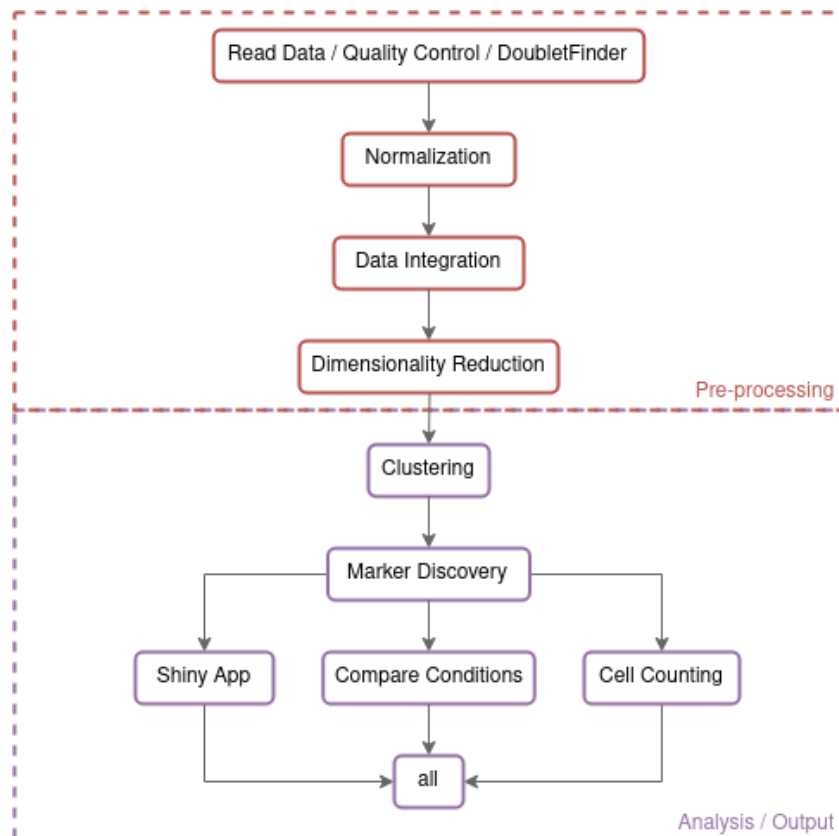 Read Data / Quality Control / DoubletFinder
Normalization
Data Integration
Dimensionality Reduction
Pre-processing
Clustering
Marker Discovery
Shiny App
Compare Conditions
Cell Counting
all
Analysis / Output